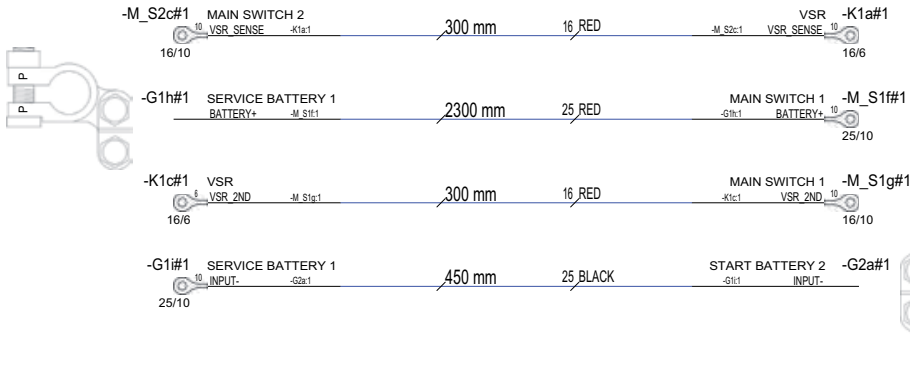 -M_S2c#1 MAIN SWITCH 2 VSR -K1a#1
10 VSR_SENSE -K1a:1 300 mm 16 RED -M_S2c:1 VSR_SENSE 10
16/10 16/6
P
P
-G1h#1 SERVICE BATTERY 1 MAIN SWITCH 1 -M_S1f#1
BATTERY+ -M_S1f:1 2300 mm 25 RED -G1h:1 BATTERY+ 10
25/10
-K1c#1 VSR MAIN SWITCH 1 -M_S1g#1
6 VSR_2ND -M_S1g:1 300 mm 16 RED -K1c:1 VSR_2ND 10
16/6 16/10
-G1i#1 SERVICE BATTERY 1 START BATTERY 2 -G2a#1
10 INPUT- -G2a:1 450 mm 25 BLACK -G1i:1 INPUT-
25/10